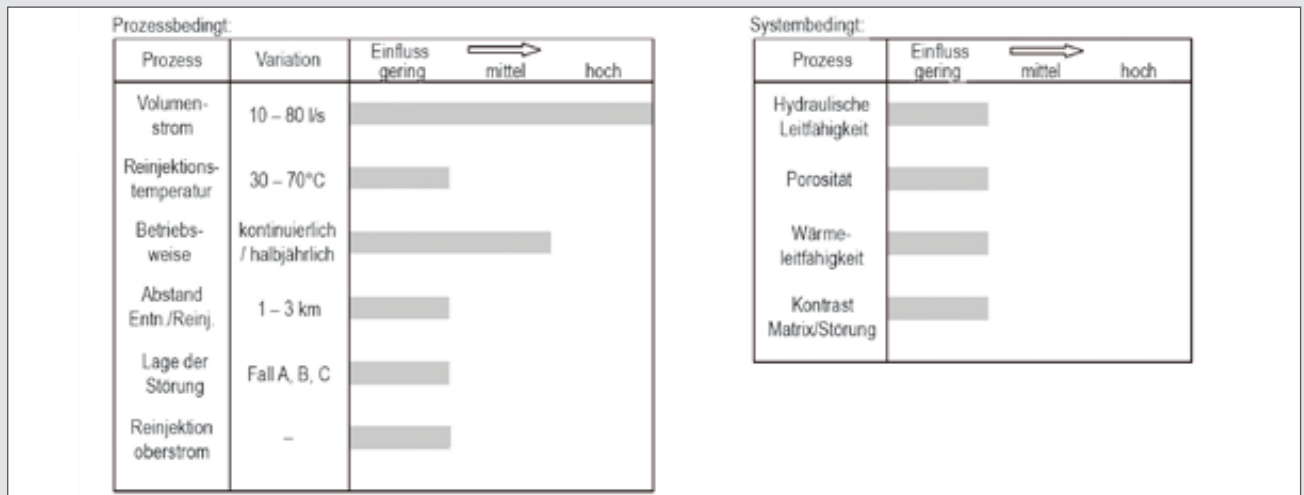 Prozessbedingt:
Prozess
Variation
Einfluss
gering
mittel
hoch
Volumen-
strom
10 – 80 l/s
Reinjektions-
temperatur
30 – 70°C
Betriebs-
weise
kontinuierlich
/ halbjährlich
Abstand
Entn./Reinj.
1 – 3 km
Lage der
Störung
Fall A, B, C
Reinjektion
oberstrom
–
Systembedingt:
Prozess
Einfluss
gering
mittel
hoch
Hydraulische
Leitfähigkeit
Porosität
Wärme-
leitfähigkeit
Kontrast
Matrix/Störung